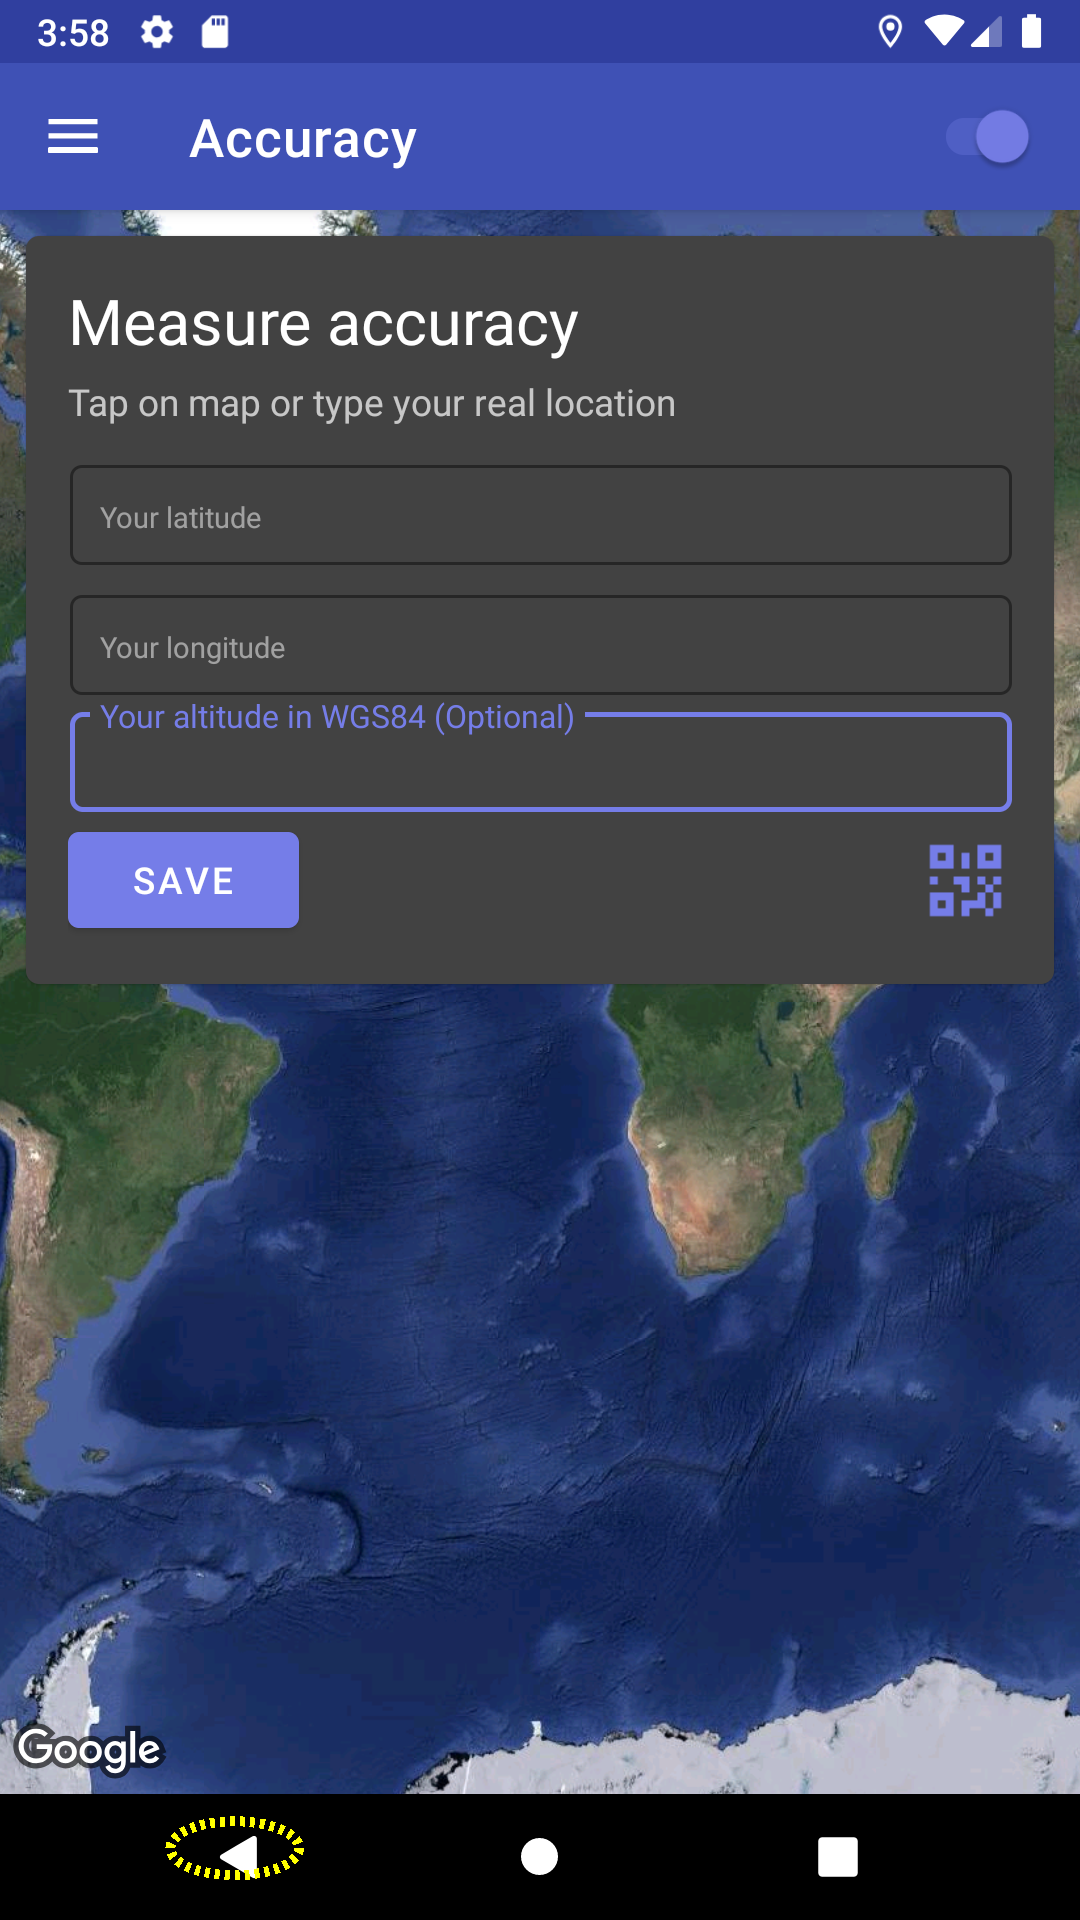 3:58
Accuracy
Measure accuracy
Tap on map or type your real location
Your latitude
Your longitude
Your altitude in WGS84 (Optional)
SAVE
Google